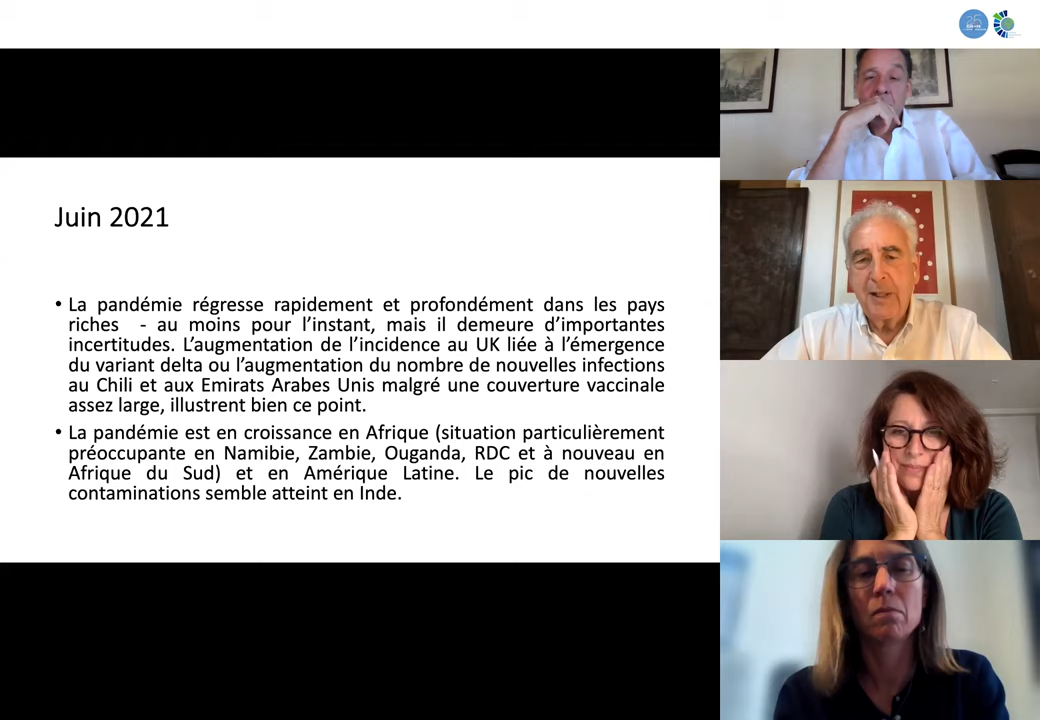 Juin 2021
• La pandémie régresse rapidement et profondément dans les pays
riches - au moins pour l’instant, mais il demeure d’importantes
incertitudes. L’augmentation de l’incidence au UK liée à l’émergence
du variant delta ou l’augmentation du nombre de nouvelles infections
au Chili et aux Emirats Arabes Unis malgré une couverture vaccinale
assez large, illustrent bien ce point.
• La pandémie est en croissance en Afrique (situation particulièrement
préoccupante en Namibie, Zambie, Ouganda, RDC et à nouveau en
Afrique du Sud) et en Amérique Latine. Le pic de nouvelles
contaminations semble atteint en Inde.